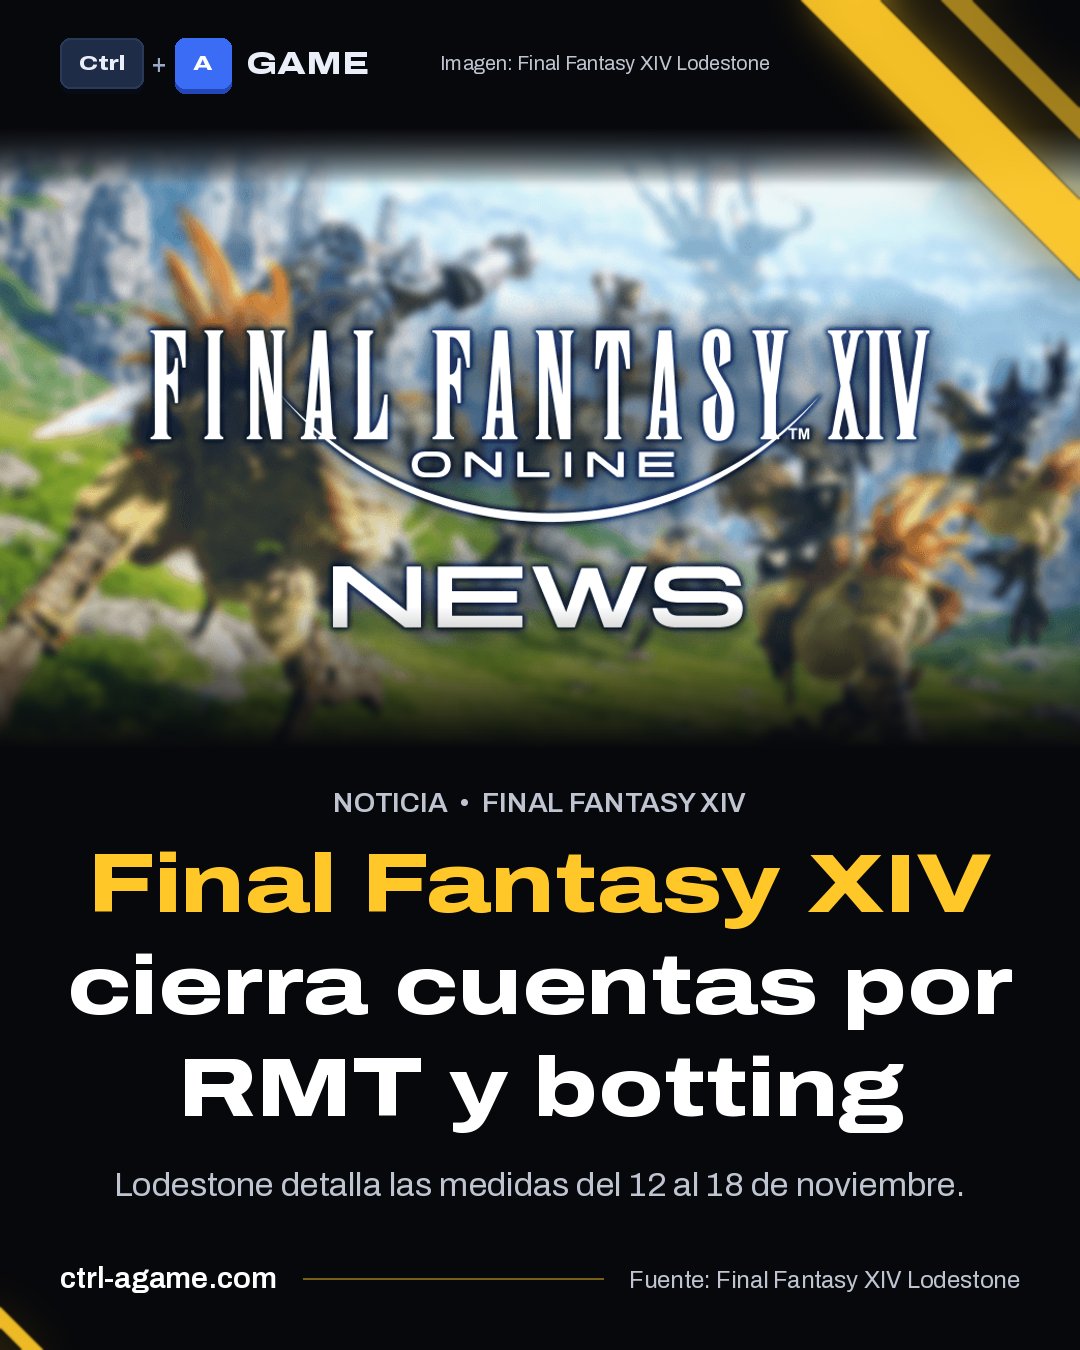 Ctrl + A GAME
Imagen: Final Fantasy XIV Lodestone
FINAL FANTASY XIV
ONLINE
TM
NEWS
NOTICIA • FINAL FANTASY XIV
Final Fantasy XIV
cierra cuentas por
RMT y botting
Lodestone detalla las medidas del 12 al 18 de noviembre.
ctrl-agame.com
Fuente: Final Fantasy XIV Lodestone